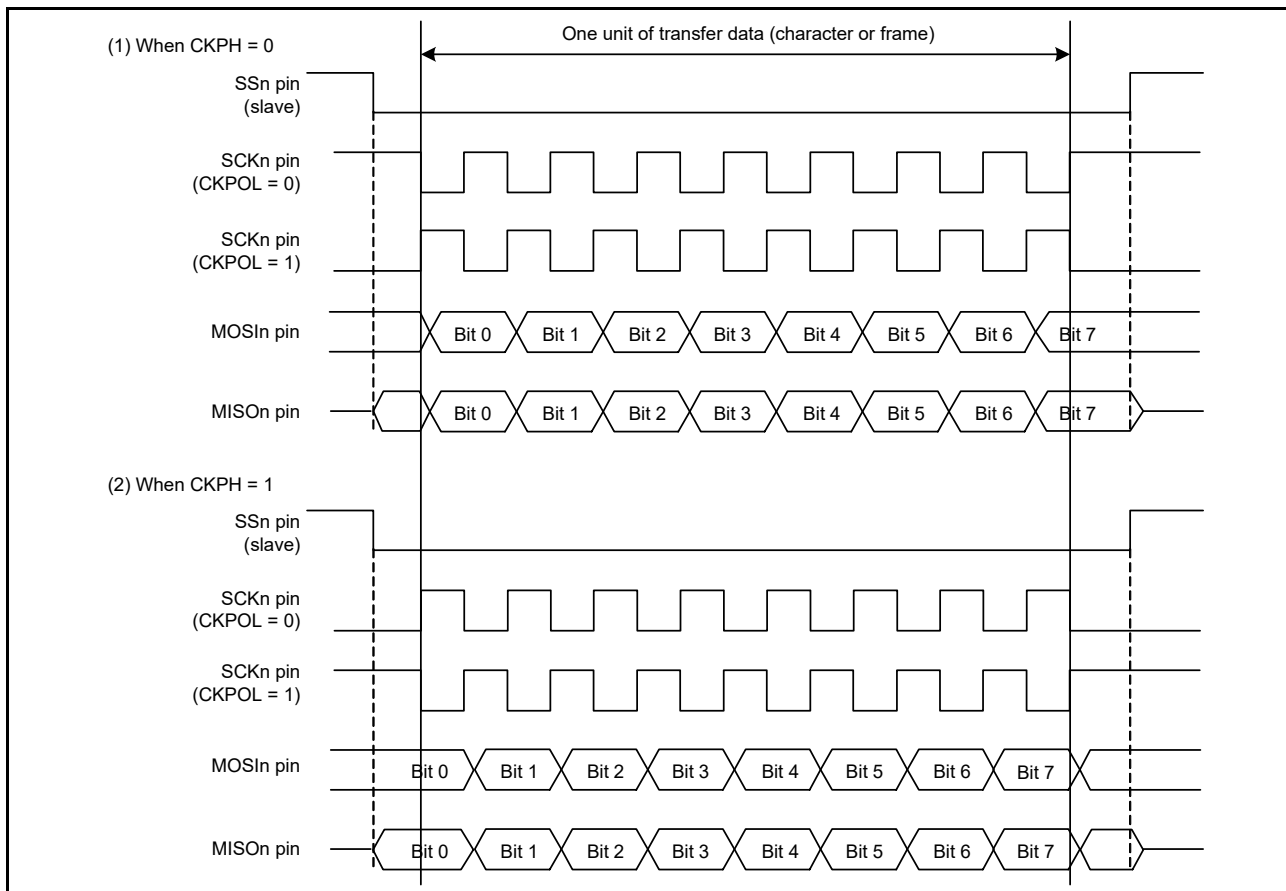 One unit of transfer data (character or frame)
(1) When CKPH = 0
SSn pin
(slave)
SCKn pin
(CKPOL = 0)
SCKn pin
(CKPOL = 1)
MOSIn pin
Bit 0 Bit 1 Bit 2 Bit 3 Bit 4 Bit 5 Bit 6 Bit 7
MISOn pin
Bit 0 Bit 1 Bit 2 Bit 3 Bit 4 Bit 5 Bit 6 Bit 7
(2) When CKPH = 1
SSn pin
(slave)
SCKn pin
(CKPOL = 0)
SCKn pin
(CKPOL = 1)
MOSIn pin
Bit 0 Bit 1 Bit 2 Bit 3 Bit 4 Bit 5 Bit 6 Bit 7
MISOn pin
Bit 0 Bit 1 Bit 2 Bit 3 Bit 4 Bit 5 Bit 6 Bit 7